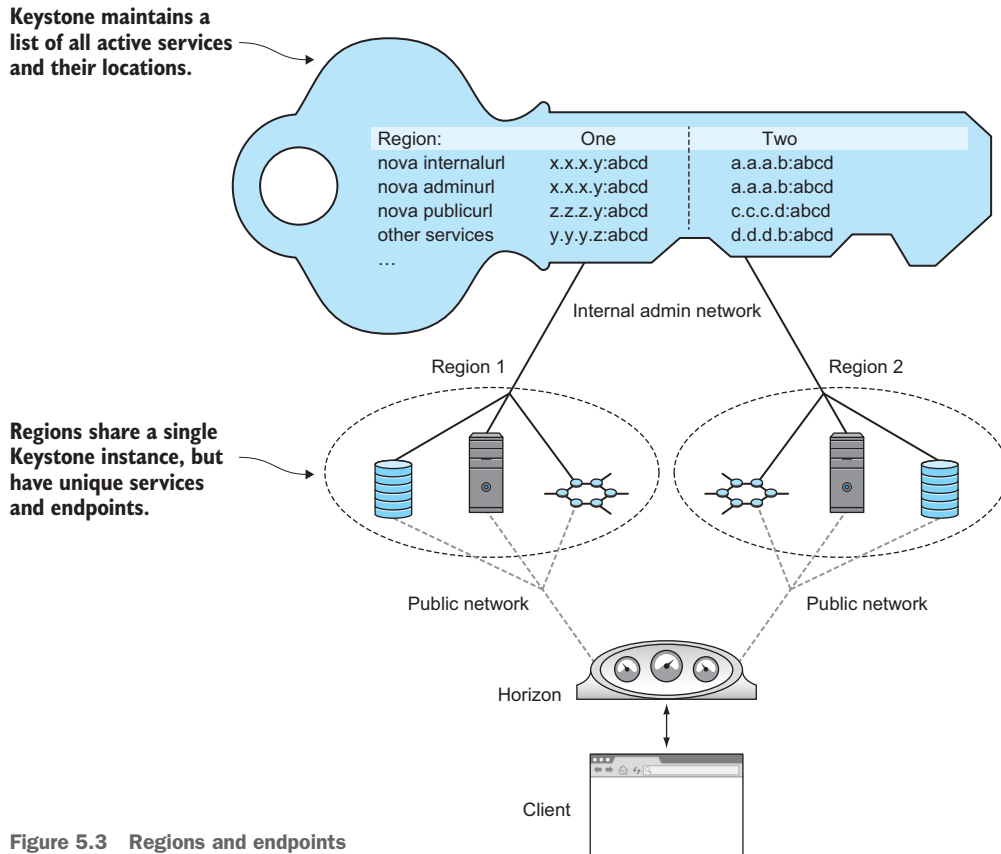 Keystone maintains a
list of all active services
and their locations.
Region: One Two
nova internalurl x.x.x.y:abcd a.a.a.b:abcd
nova adminurl x.x.x.y:abcd a.a.a.b:abcd
nova publicurl z.z.z.y:abcd c.c.c.d:abcd
other services y.y.y.z:abcd d.d.d.b:abcd
…
Internal admin network
Region 1 Region 2
Regions share a single
Keystone instance, but
have unique services
and endpoints.
Public network Public network
Horizon
Client
Figure 5.3 Regions and endpoints